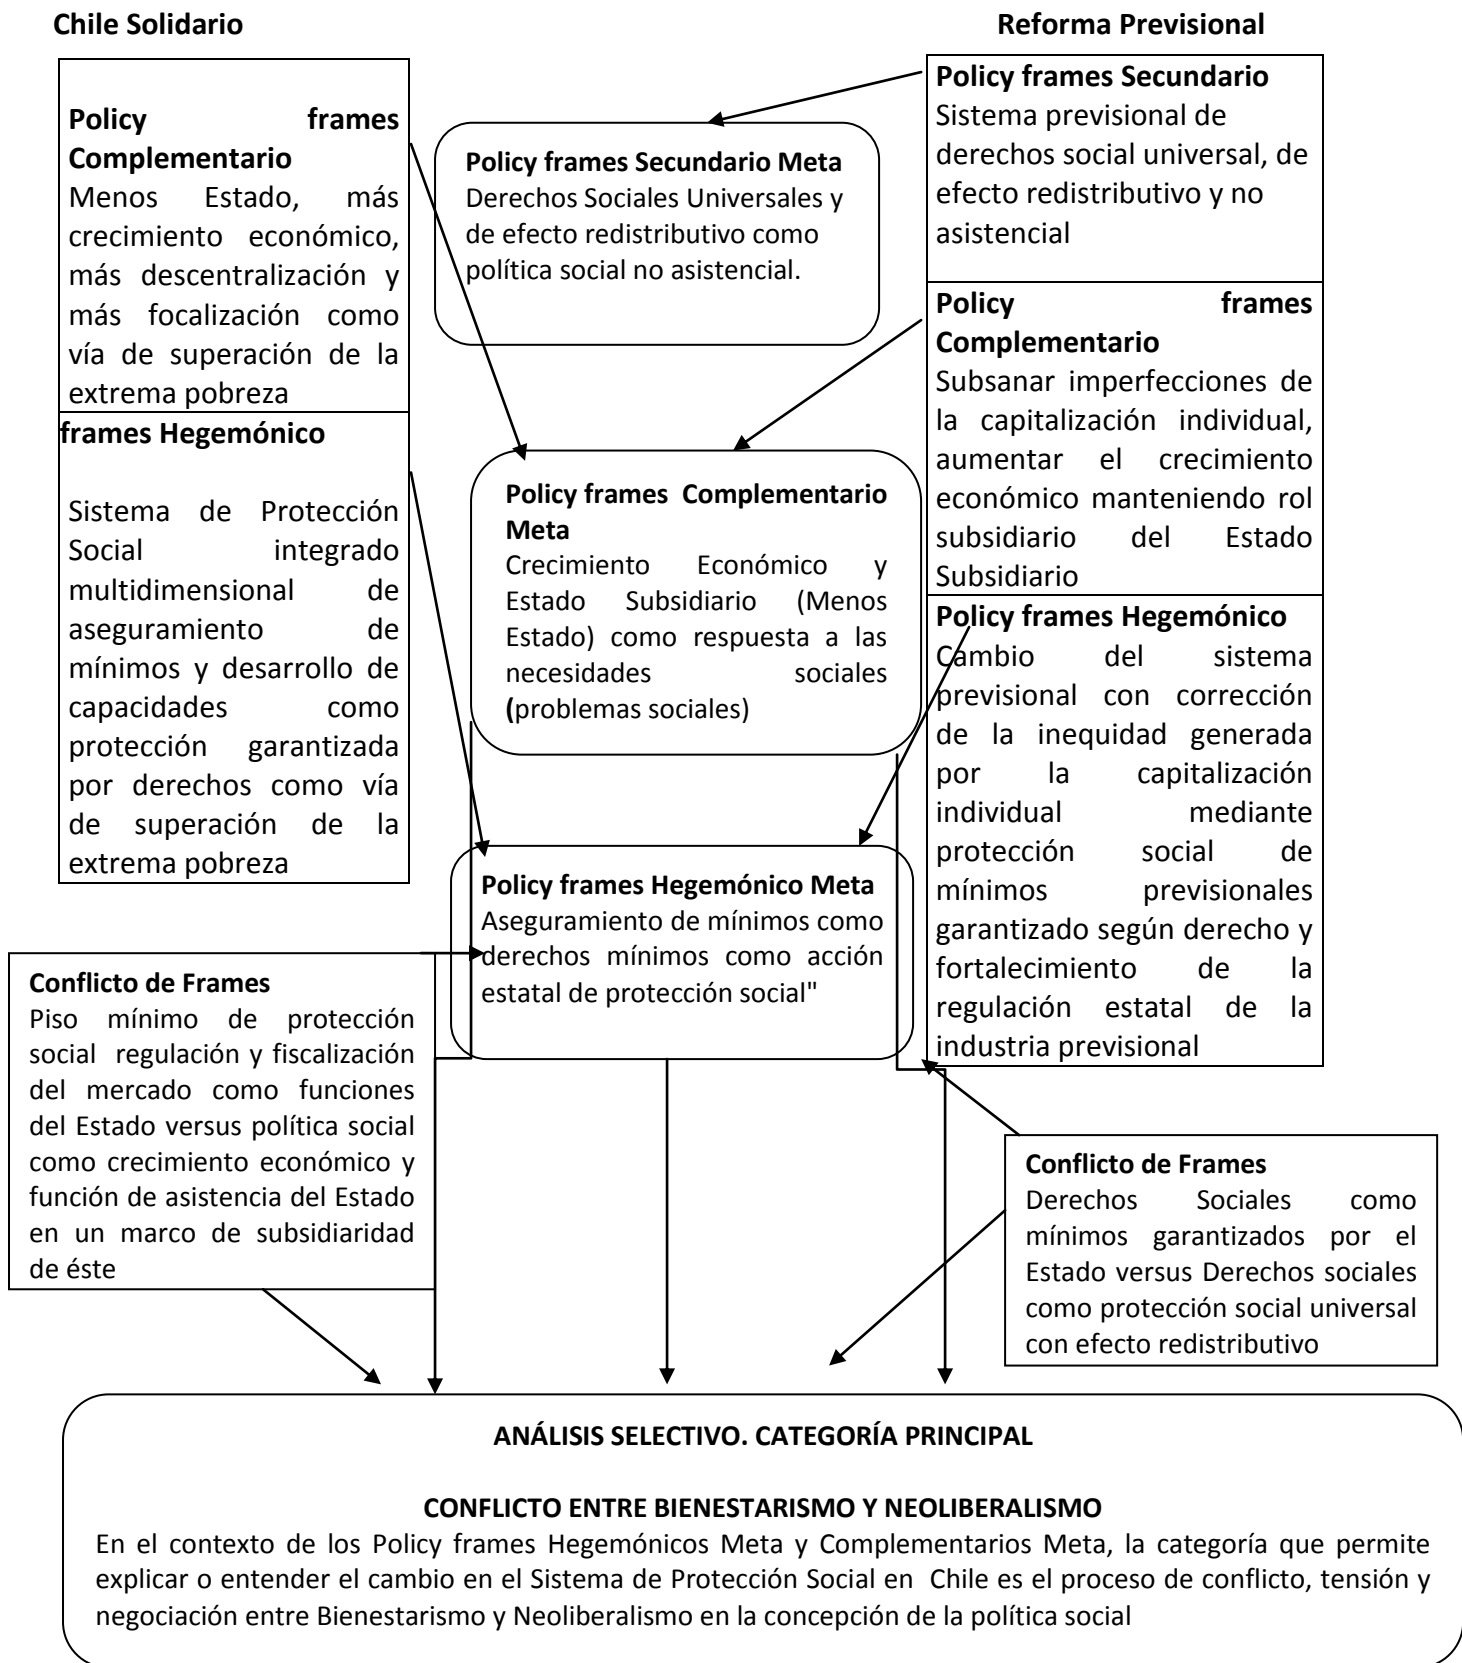 Chile Solidario
Policy frames
Complementario
Menos Estado, más
crecimiento económico,
más descentralización y
más focalización como
vía de superación de la
extrema pobreza
frames Hegemónico
Sistema de Protección
Social integrado
multidimensional de
aseguramiento de
mínimos y desarrollo de
capacidades como
protección garantizada
por derechos como vía
de superación de la
extrema pobreza
Reforma Previsional
Policy frames Secundario
Sistema previsional de
derechos social universal, de
efecto redistributivo y no
asistencial
Policy frames
Complementario
Subsanar imperfecciones de
la capitalización individual,
aumentar el crecimiento
económico manteniendo rol
subsidiario del Estado
Subsidiario
Policy frames Hegemónico
Cambio del sistema
previsional con corrección
de la inequidad generada
por la capitalización
individual mediante
protección social de
mínimos previsionales
garantizado según derecho y
fortalecimiento de la
regulación estatal de la
industria previsional
Policy frames Secundario Meta
Derechos Sociales Universales y
de efecto redistributivo como
política social no asistencial.
Policy frames Complementario
Meta
Crecimiento Económico y
Estado Subsidiario (Menos
Estado) como respuesta a las
necesidades sociales
(problemas sociales)
Policy frames Hegemónico Meta
Aseguramiento de mínimos como
derechos mínimos como acción
estatal de protección social"
Conflicto de Frames
Piso mínimo de protección
social regulación y fiscalización
del mercado como funciones
del Estado versus política social
como crecimiento económico y
función de asistencia del Estado
en un marco de subsidiaridad
de éste
Conflicto de Frames
Derechos Sociales como
mínimos garantizados por el
Estado versus Derechos sociales
como protección social universal
con efecto redistributivo
ANÁLISIS SELECTIVO. CATEGORÍA PRINCIPAL
CONFLICTO ENTRE BIENESTARISMO Y NEOLIBERALISMO
En el contexto de los Policy frames Hegemónicos Meta y Complementarios Meta, la categoría que permite
explicar o entender el cambio en el Sistema de Protección Social en Chile es el proceso de conflicto, tensión y
negociación entre Bienestarismo y Neoliberalismo en la concepción de la política social